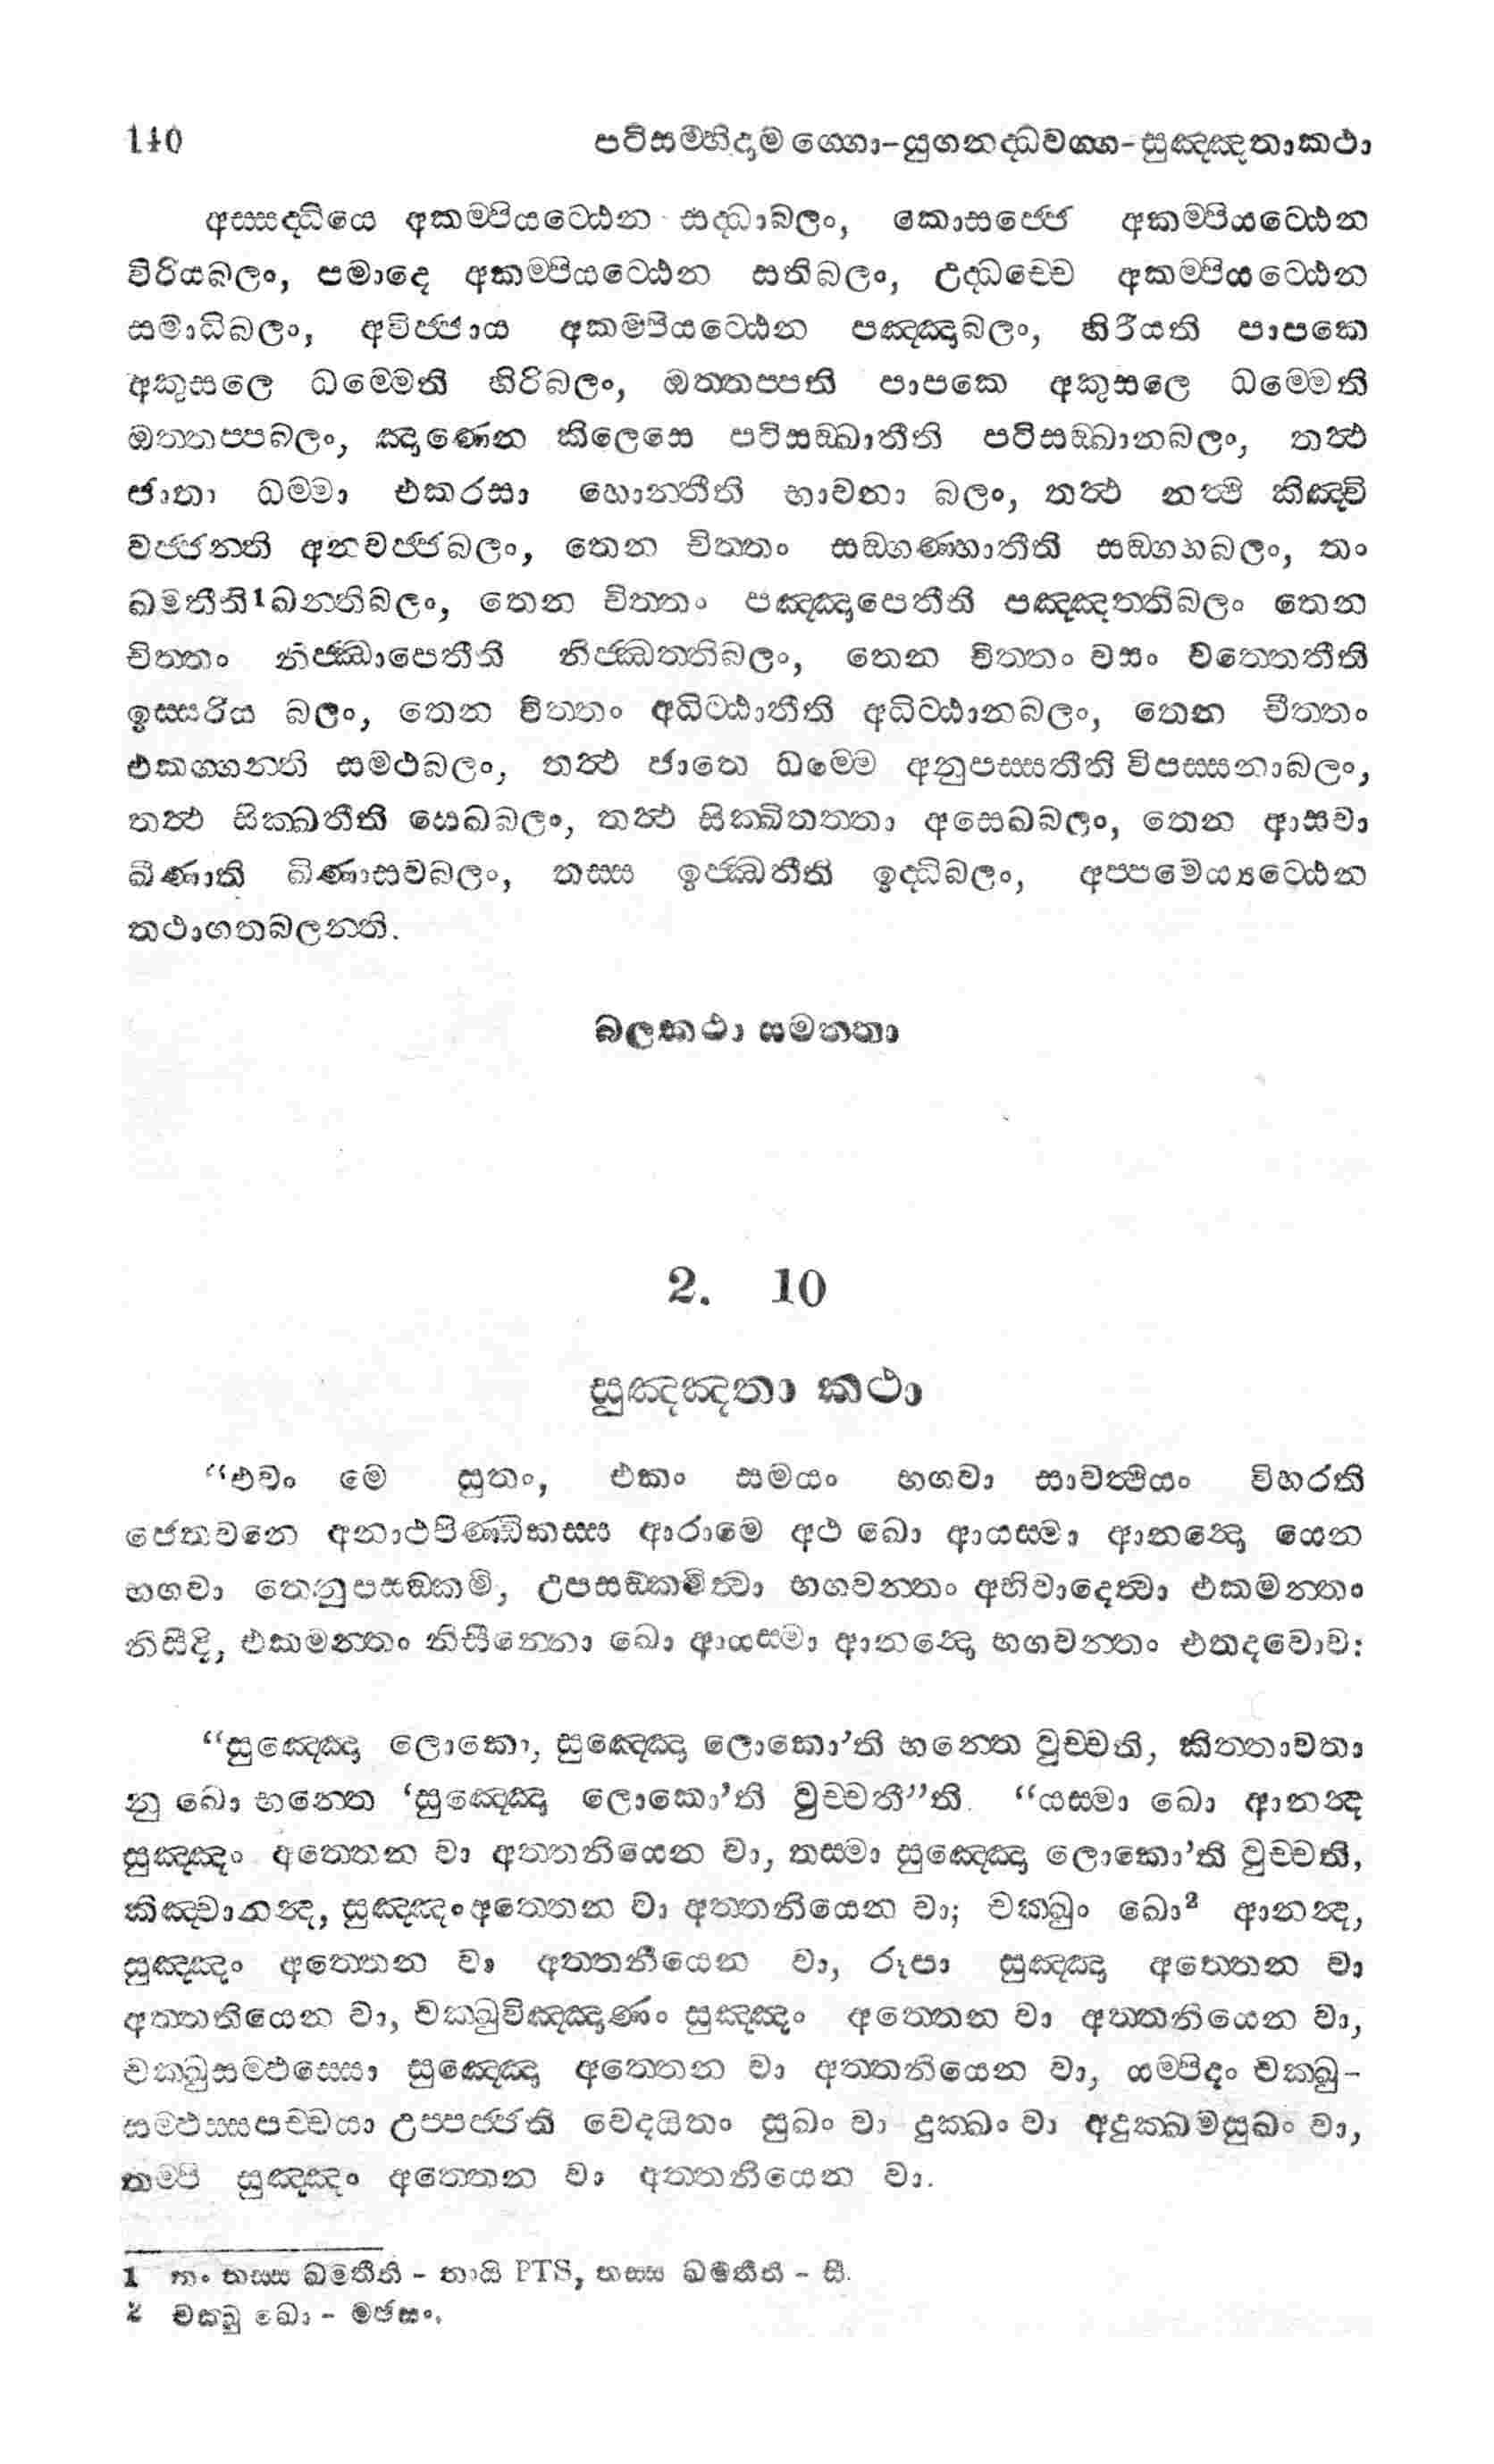 140 පටිසම්භිදාමග්ගො-යුගනද්ධවග්ග-සුඤ්ඤතාකථා
අස්සද්ධියෙ අකම්පියට්ඨෙන සද්ධාබලං, කොසජ්ජෙ අකම්පියට්ඨෙන
විරියබලං, පමාදෙ අකම්පියට්ඨෙන සතිබලං, උද්ධච්චෙ අකම්පියට්ඨෙන
සමාධිබලං, අවිජ්ජාය අකම්පියට්ඨෙන පඤ්ඤාබලං, හිරීයති පාපකෙ
අකුසලෙ ධම්මෙති හිරිබලං, ඔත්තප්පති පාපකෙ අකුසලෙ ධම්මෙති
ඔත්තප්පබලං, ඤාණෙන කිලෙසෙ පටිසඞ්ඛාතීති පටිසඞ්ඛානබලං, තත්ථ
ජාතා ධම්මා එකරසා හොන්තීති භාවනා බලං, තත්ථ නත්ථි කිඤ්චි
වජ්ජන්ති අනවජ්ජබලං, තෙන චිත්තං සඞ්ගණ්හාතීති සඞ්ගහබලං, තං
ඛමතීති1ඛන්තිබලං, තෙන චිත්තං පඤ්ඤාපෙතීති පඤ්ඤත්තිබලං තෙන
චිත්තං නිජ්ඣාපෙතීති නිජ්ඣත්තිබලං, තෙන චිත්තං වසං වත්තෙතීති
ඉස්සරිය බලං, තෙන චිත්තං අධිට්ඨාතීති අධිට්ඨානබලං, තෙන චිත්තං
එකග්ගන්ති සමථබලං, තත්ථ ජාතෙ ධම්මෙ අනුපස්සතීති විපස්සනාබලං,
තත්ථ සික්ඛතීති සෙඛබලං, තත්ථ සික්ඛිතත්තා අසෙඛබලං, තෙන ආසවා
ඛීණාති ඛීණාසවබලං, තස්ස ඉජ්ඣතීති ඉද්ධිබලං, අප්පමෙය්‍යට්ඨෙන
තථාගතබලන්ති.
බලකථා සමත්තා
2. 10
සුඤ්ඤතා කථා
“එවං මෙ සුතං, එකං සමයං භගවා සාවත්ථියං විහරති
ජෙතවනෙ අනාථපිණ්ඩිකස්ස ආරාමෙ අථ ඛො ආයස්මා ආනන්‍දො යෙන
භගවා තෙනුපසඞ්කමි, උපසඞ්කමිත්‍වා භගවන්තං අභිවාදෙත්‍වා එකමන්තං
නිසීදි, එකමන්තං නිසීන්නො ඛො ආයස්මා ආනන්‍දො භගවන්තං එතදවොච:
“සුඤ්ඤො ලොකො, සුඤ්ඤො ලොකො’ති භන්තෙ වුච්චති, කිත්තාවතා
නු ඛො භන්තෙ ‘සුඤ්ඤො ලොකො’ති වුච්චතී”ති. “යස්මා ඛො ආනන්‍ද
සුඤ්ඤං අත්තෙන වා අත්තනියෙන වා, තස්මා සුඤ්ඤො ලොකො’ති වුච්චති,
කිඤ්චානන්‍ද, සුඤ්ඤං අත්තෙන වා අත්තනියෙන වා; චක්ඛුං ඛො2 ආනන්‍ද,
සුඤ්ඤං අත්තෙන වා අත්තනියෙන වා, රූපා සුඤ්ඤා අත්තෙන වා
අත්තනියෙන වා, චක්ඛුවිඤ්ඤාණං සුඤ්ඤං අත්තෙන වා අත්තනියෙන වා,
චක්ඛුසම්ඵස්සො සුඤ්ඤො අත්තෙන වා අත්තනියෙන වා, යම්පිදං චක්ඛු-
සම්ඵස්සපච්චයා උප්පජ්ජති වෙදයිතං සුඛං වා දුක්ඛං වා අදුක්ඛමසුඛං වා,
තම්පි සුඤ්ඤං අත්තෙන වා අත්තනියෙන වා.
1 තං තස්ස ඛමතීති - තායි PTS, තස්ස ඛමතීති - සී.
2 චක්ඛු ඛො - මජසං.